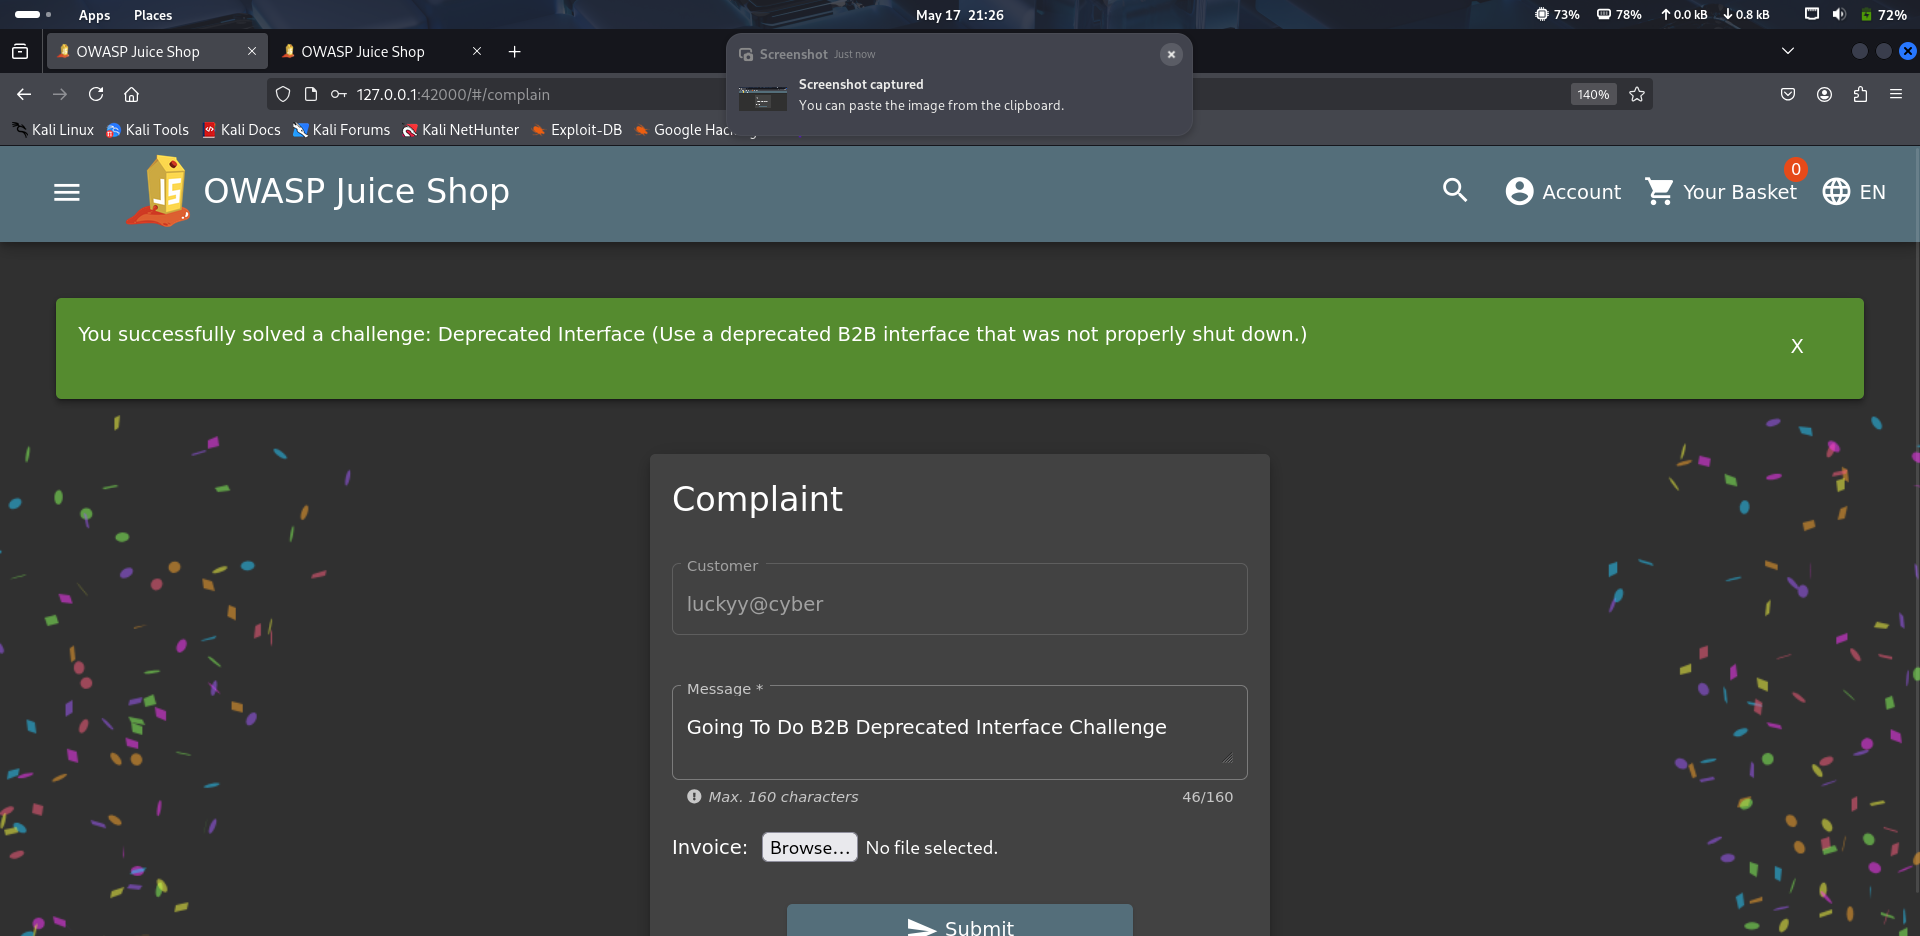 Apps Places May 17 21:26 73% 78% 0.0 kB 0.8 kB 72%
OWASP Juice Shop OWASP Juice Shop
Screenshot Just now
Screenshot captured
You can paste the image from the clipboard.
127.0.0.1:42000/#/complain 140%
Kali Linux Kali Tools Kali Docs Kali Forums Kali NetHunter Exploit-DB Google Hac
JS OWASP Juice Shop Account 0 Your Basket EN
You successfully solved a challenge: Deprecated Interface (Use a deprecated B2B interface that was not properly shut down.) X
Complaint
Customer
luckyy@cyber
Message *
Going To Do B2B Deprecated Interface Challenge
Max. 160 characters 46/160
Invoice: Browse... No file selected.
Submit